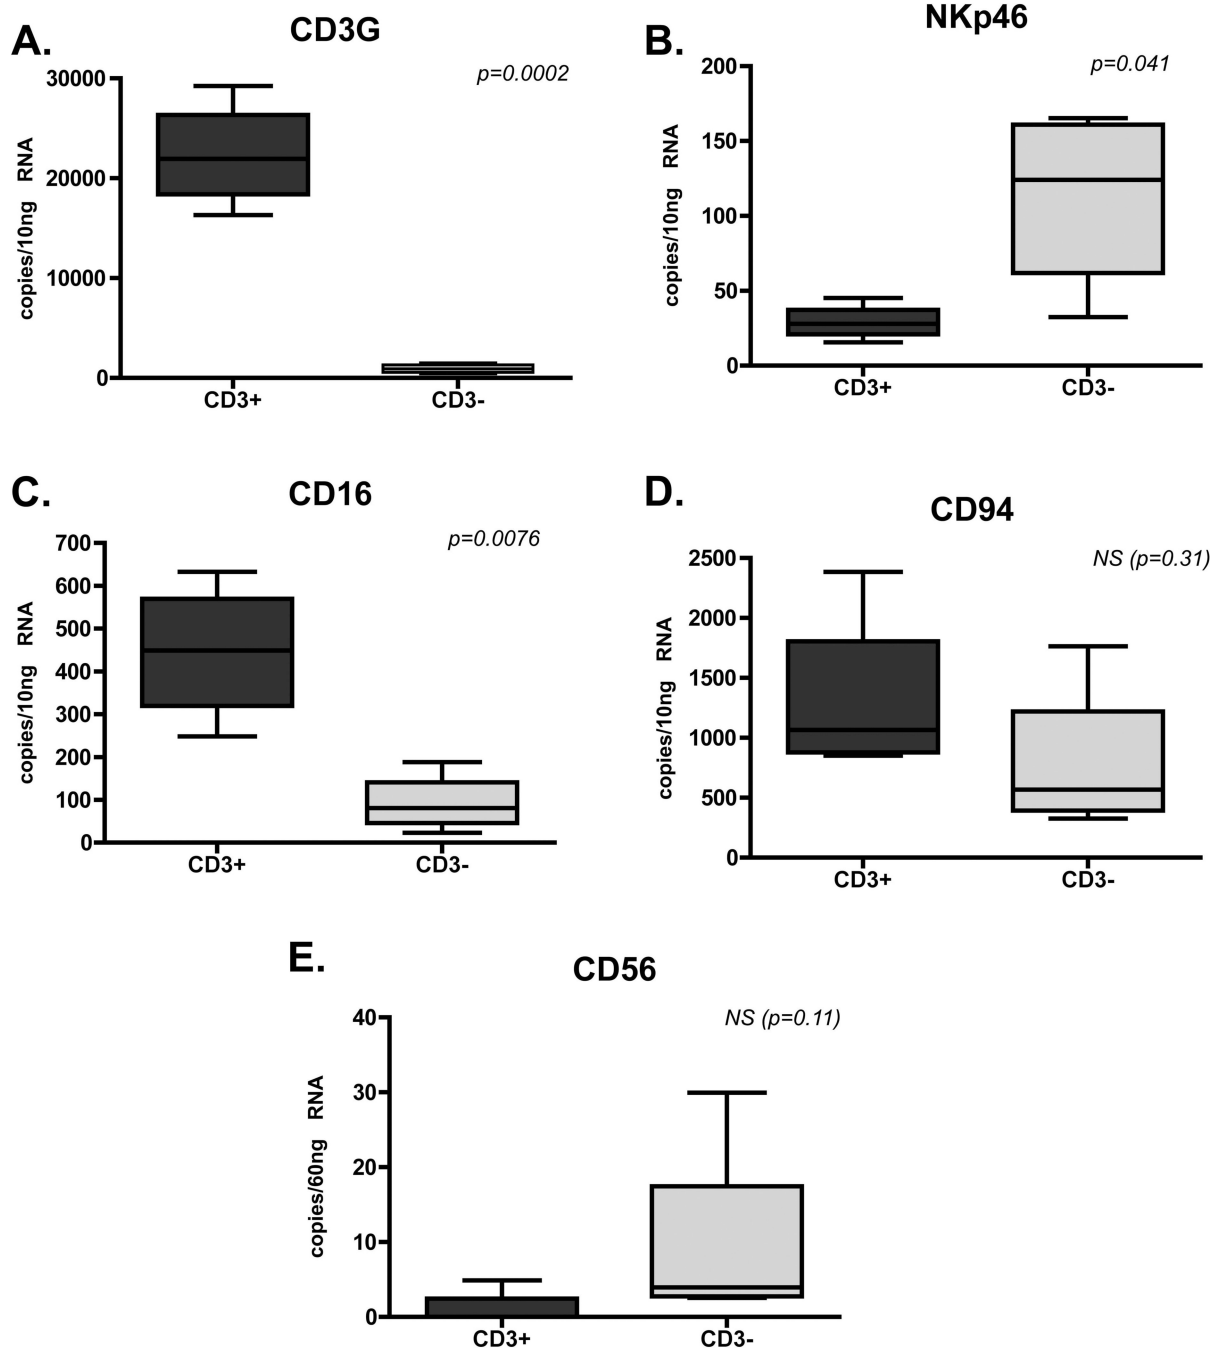 A.
CD3G
p=0.0002
copies/10ng RNA
30000
20000
10000
0
CD3+
CD3-
B.
NKp46
p=0.041
copies/10ng RNA
200
150
100
50
0
CD3+
CD3-
C.
CD16
p=0.0076
copies/10ng RNA
700
600
500
400
300
200
100
0
CD3+
CD3-
D.
CD94
NS (p=0.31)
copies/10ng RNA
2500
2000
1500
1000
500
0
CD3+
CD3-
E.
CD56
NS (p=0.11)
copies/60ng RNA
40
30
20
10
0
CD3+
CD3-